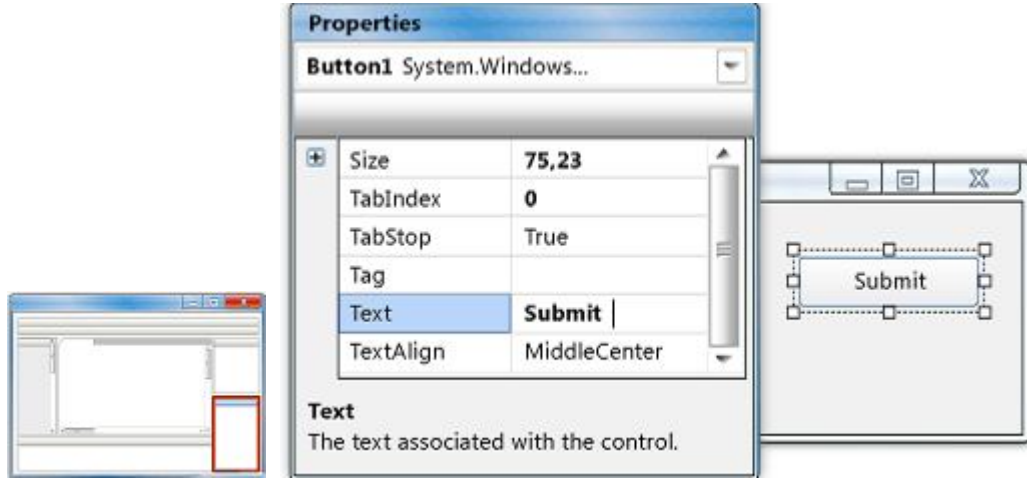 Properties
Button1 System.Windows...
Size 75,23
TabIndex 0
TabStop True
Tag
Text Submit
TextAlign MiddleCenter
Text
The text associated with the control.
X
Submit